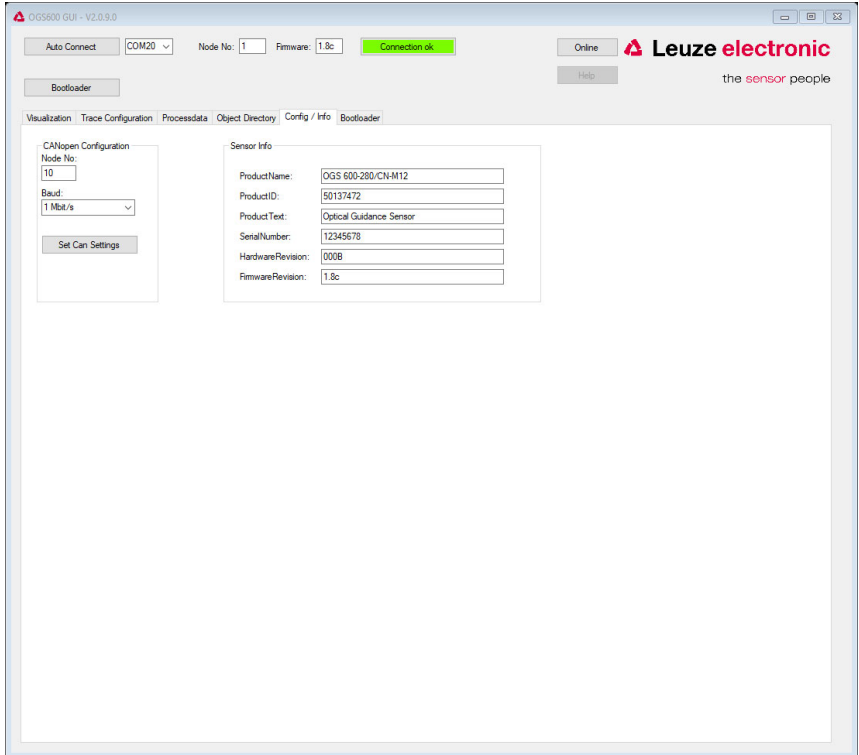 OGS600 GUI - V2.0.9.0
Auto Connect COM20 Node No: 1 Firmware: 1.8c Connection ok Online Leuze electronic
Help the sensor people
Bootloader
Visualization Trace Configuration Processdata Object Directory Config / Info Bootloader
CANopen Configuration
Node No:
10
Baud:
1 Mbit/s
Set Can Settings
Sensor Info
ProductName: OGS 600-280/CN-M12
ProductID: 50137472
ProductText: Optical Guidance Sensor
SerialNumber: 12345678
HardwareRevision: 000B
FirmwareRevision: 1.8c